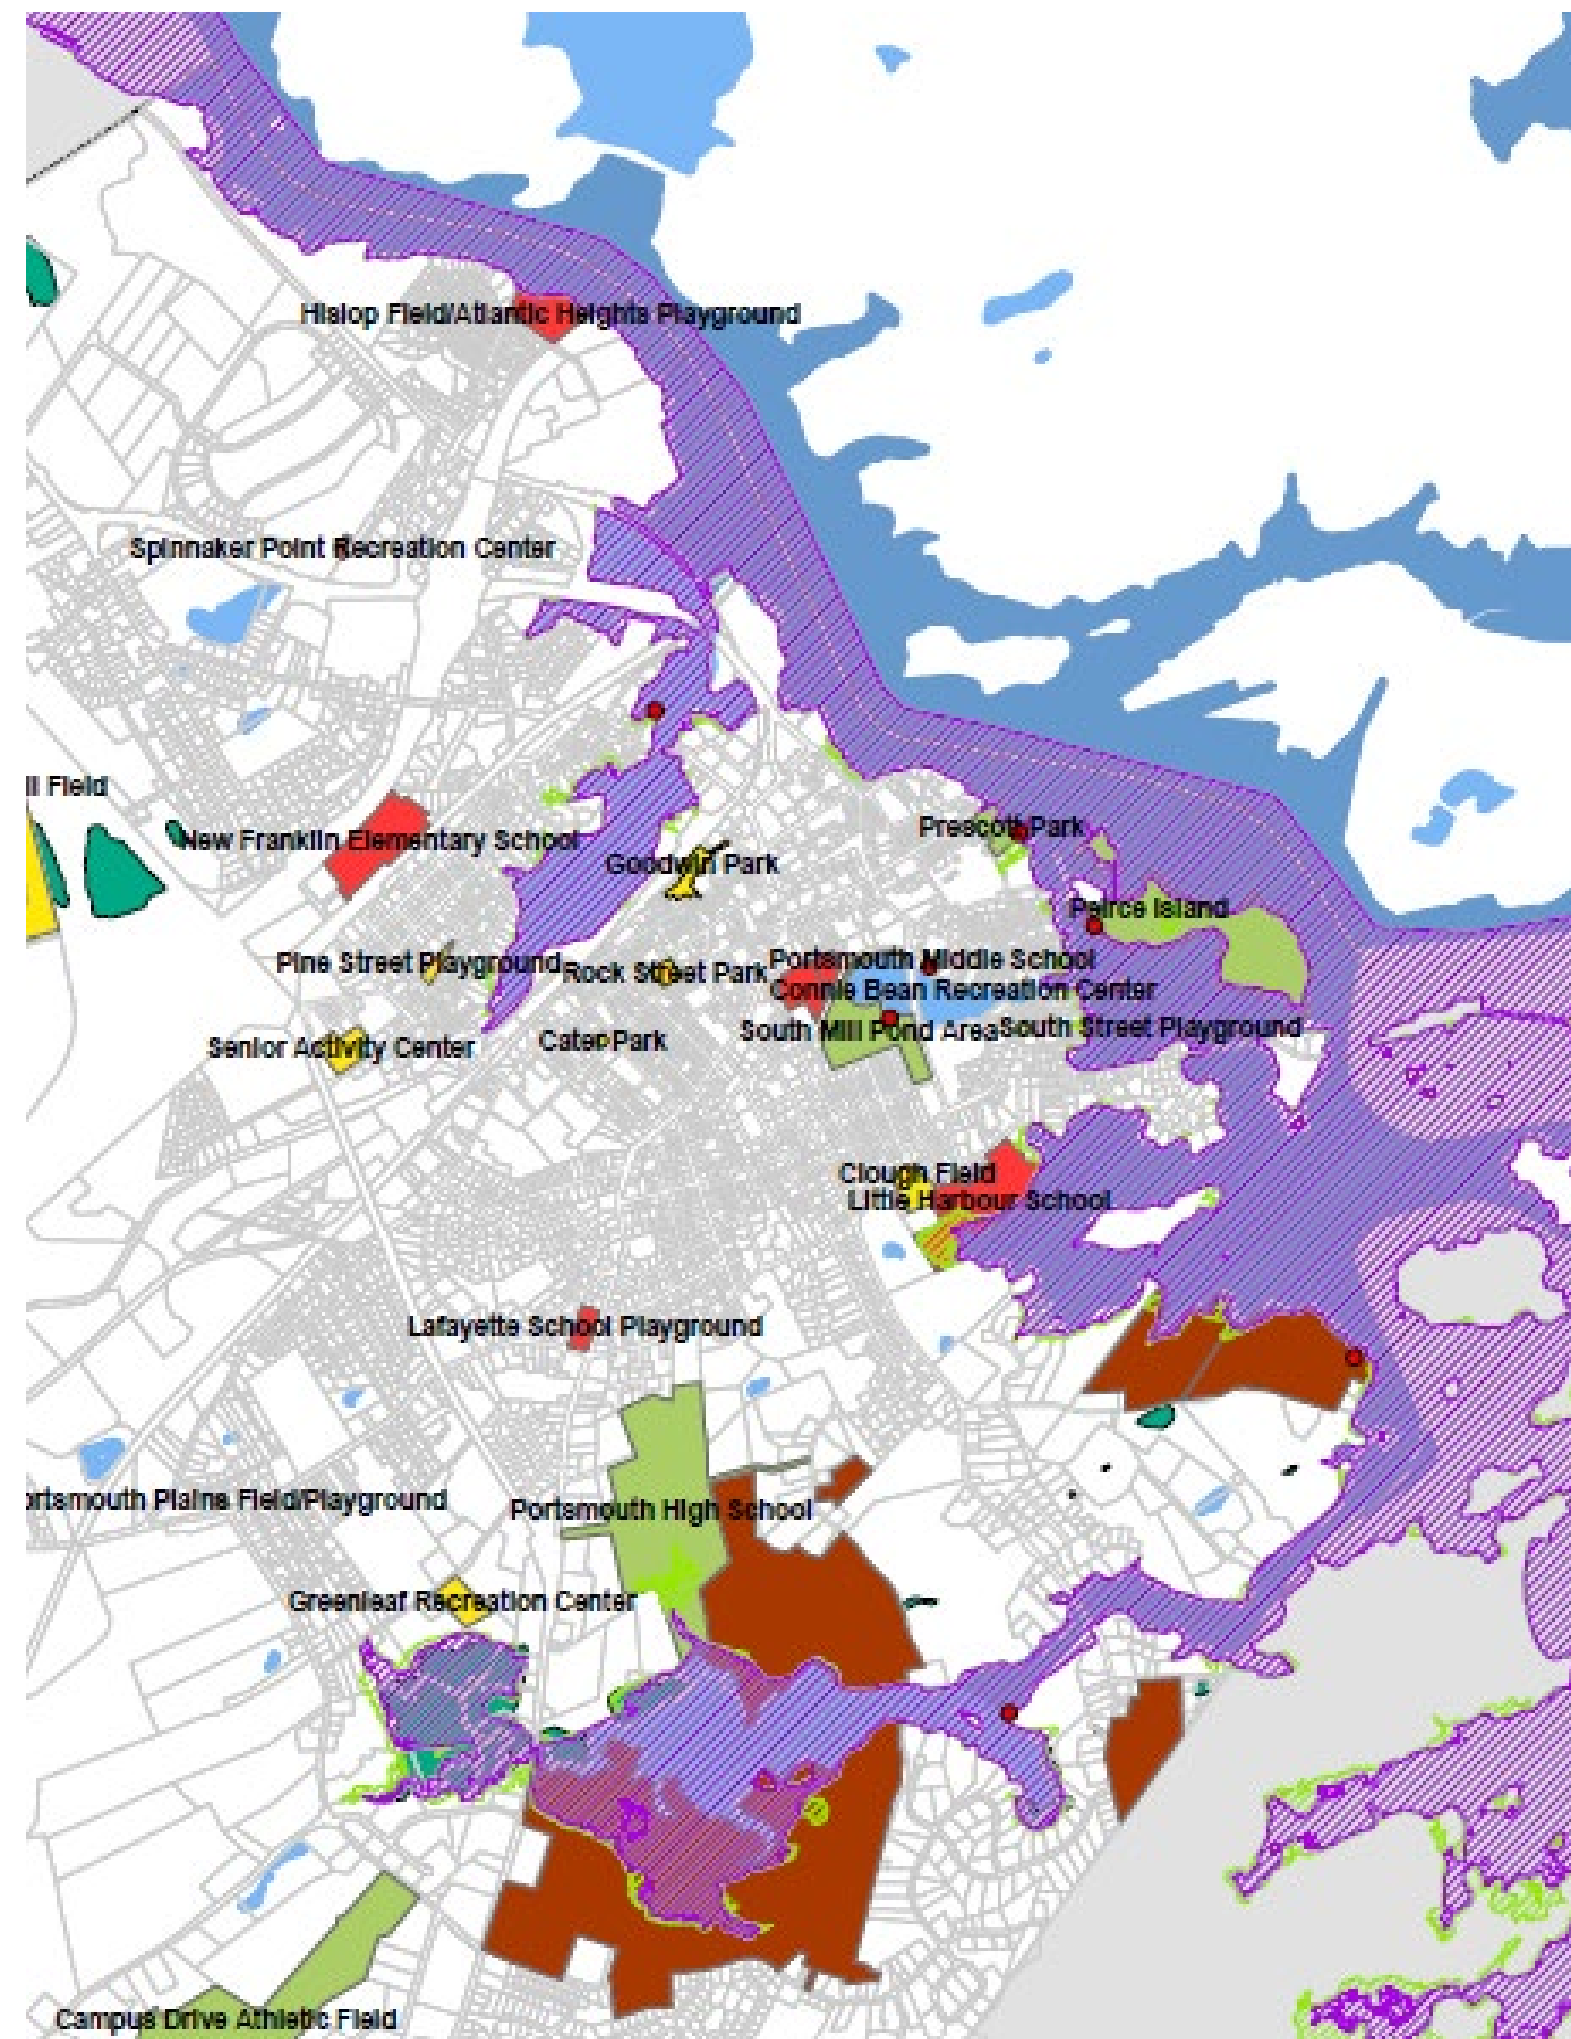 Hislop Field/Atlantic Heights Playground
Spinnaker Point Recreation Center
ll Field
New Franklin Elementary School
Prescott Park
Goodwin Park
Peirce Island
Pine Street Playground
Rock Street Park
Portsmouth Middle School
Connie Bean Recreation Center
South Mill Pond Area
South Street Playground
Senior Activity Center
Cater Park
Clough Field
Little Harbour School
Lafayette School Playground
ortsmouth Plains Field/Playground
Portsmouth High School
Greenleaf Recreation Center
Campus Drive Athletic Field